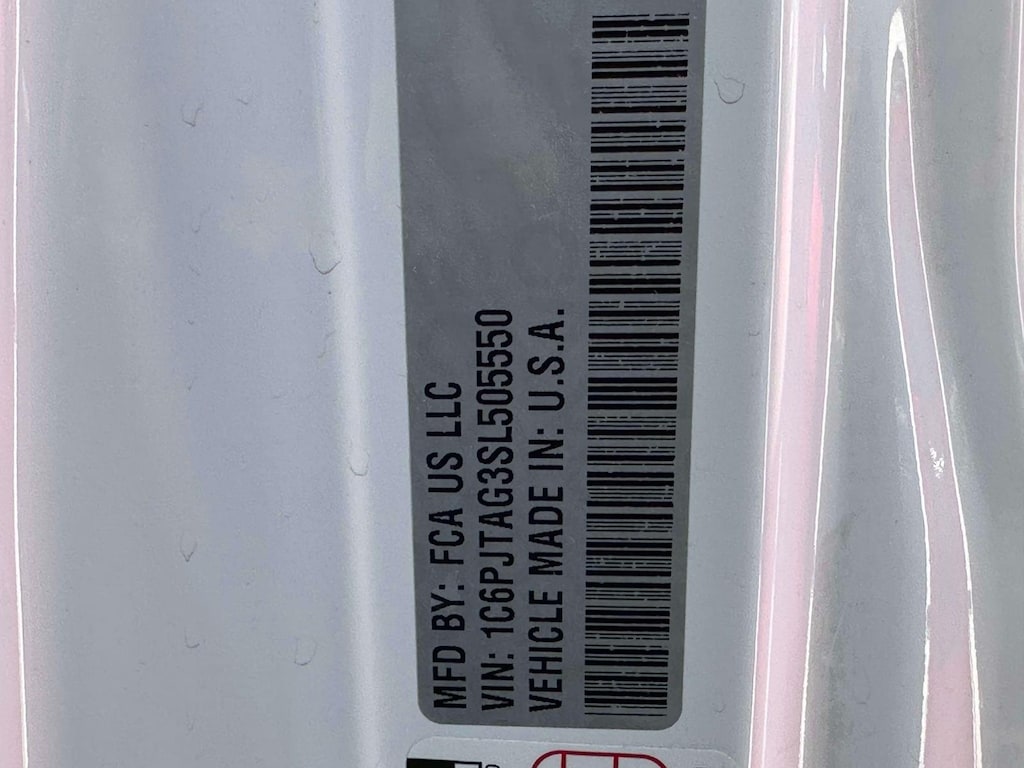 MFD BY: FCA US LLC
VIN: 1C6PJTAG3SL505550
VEHICLE MADE IN: U.S.A.